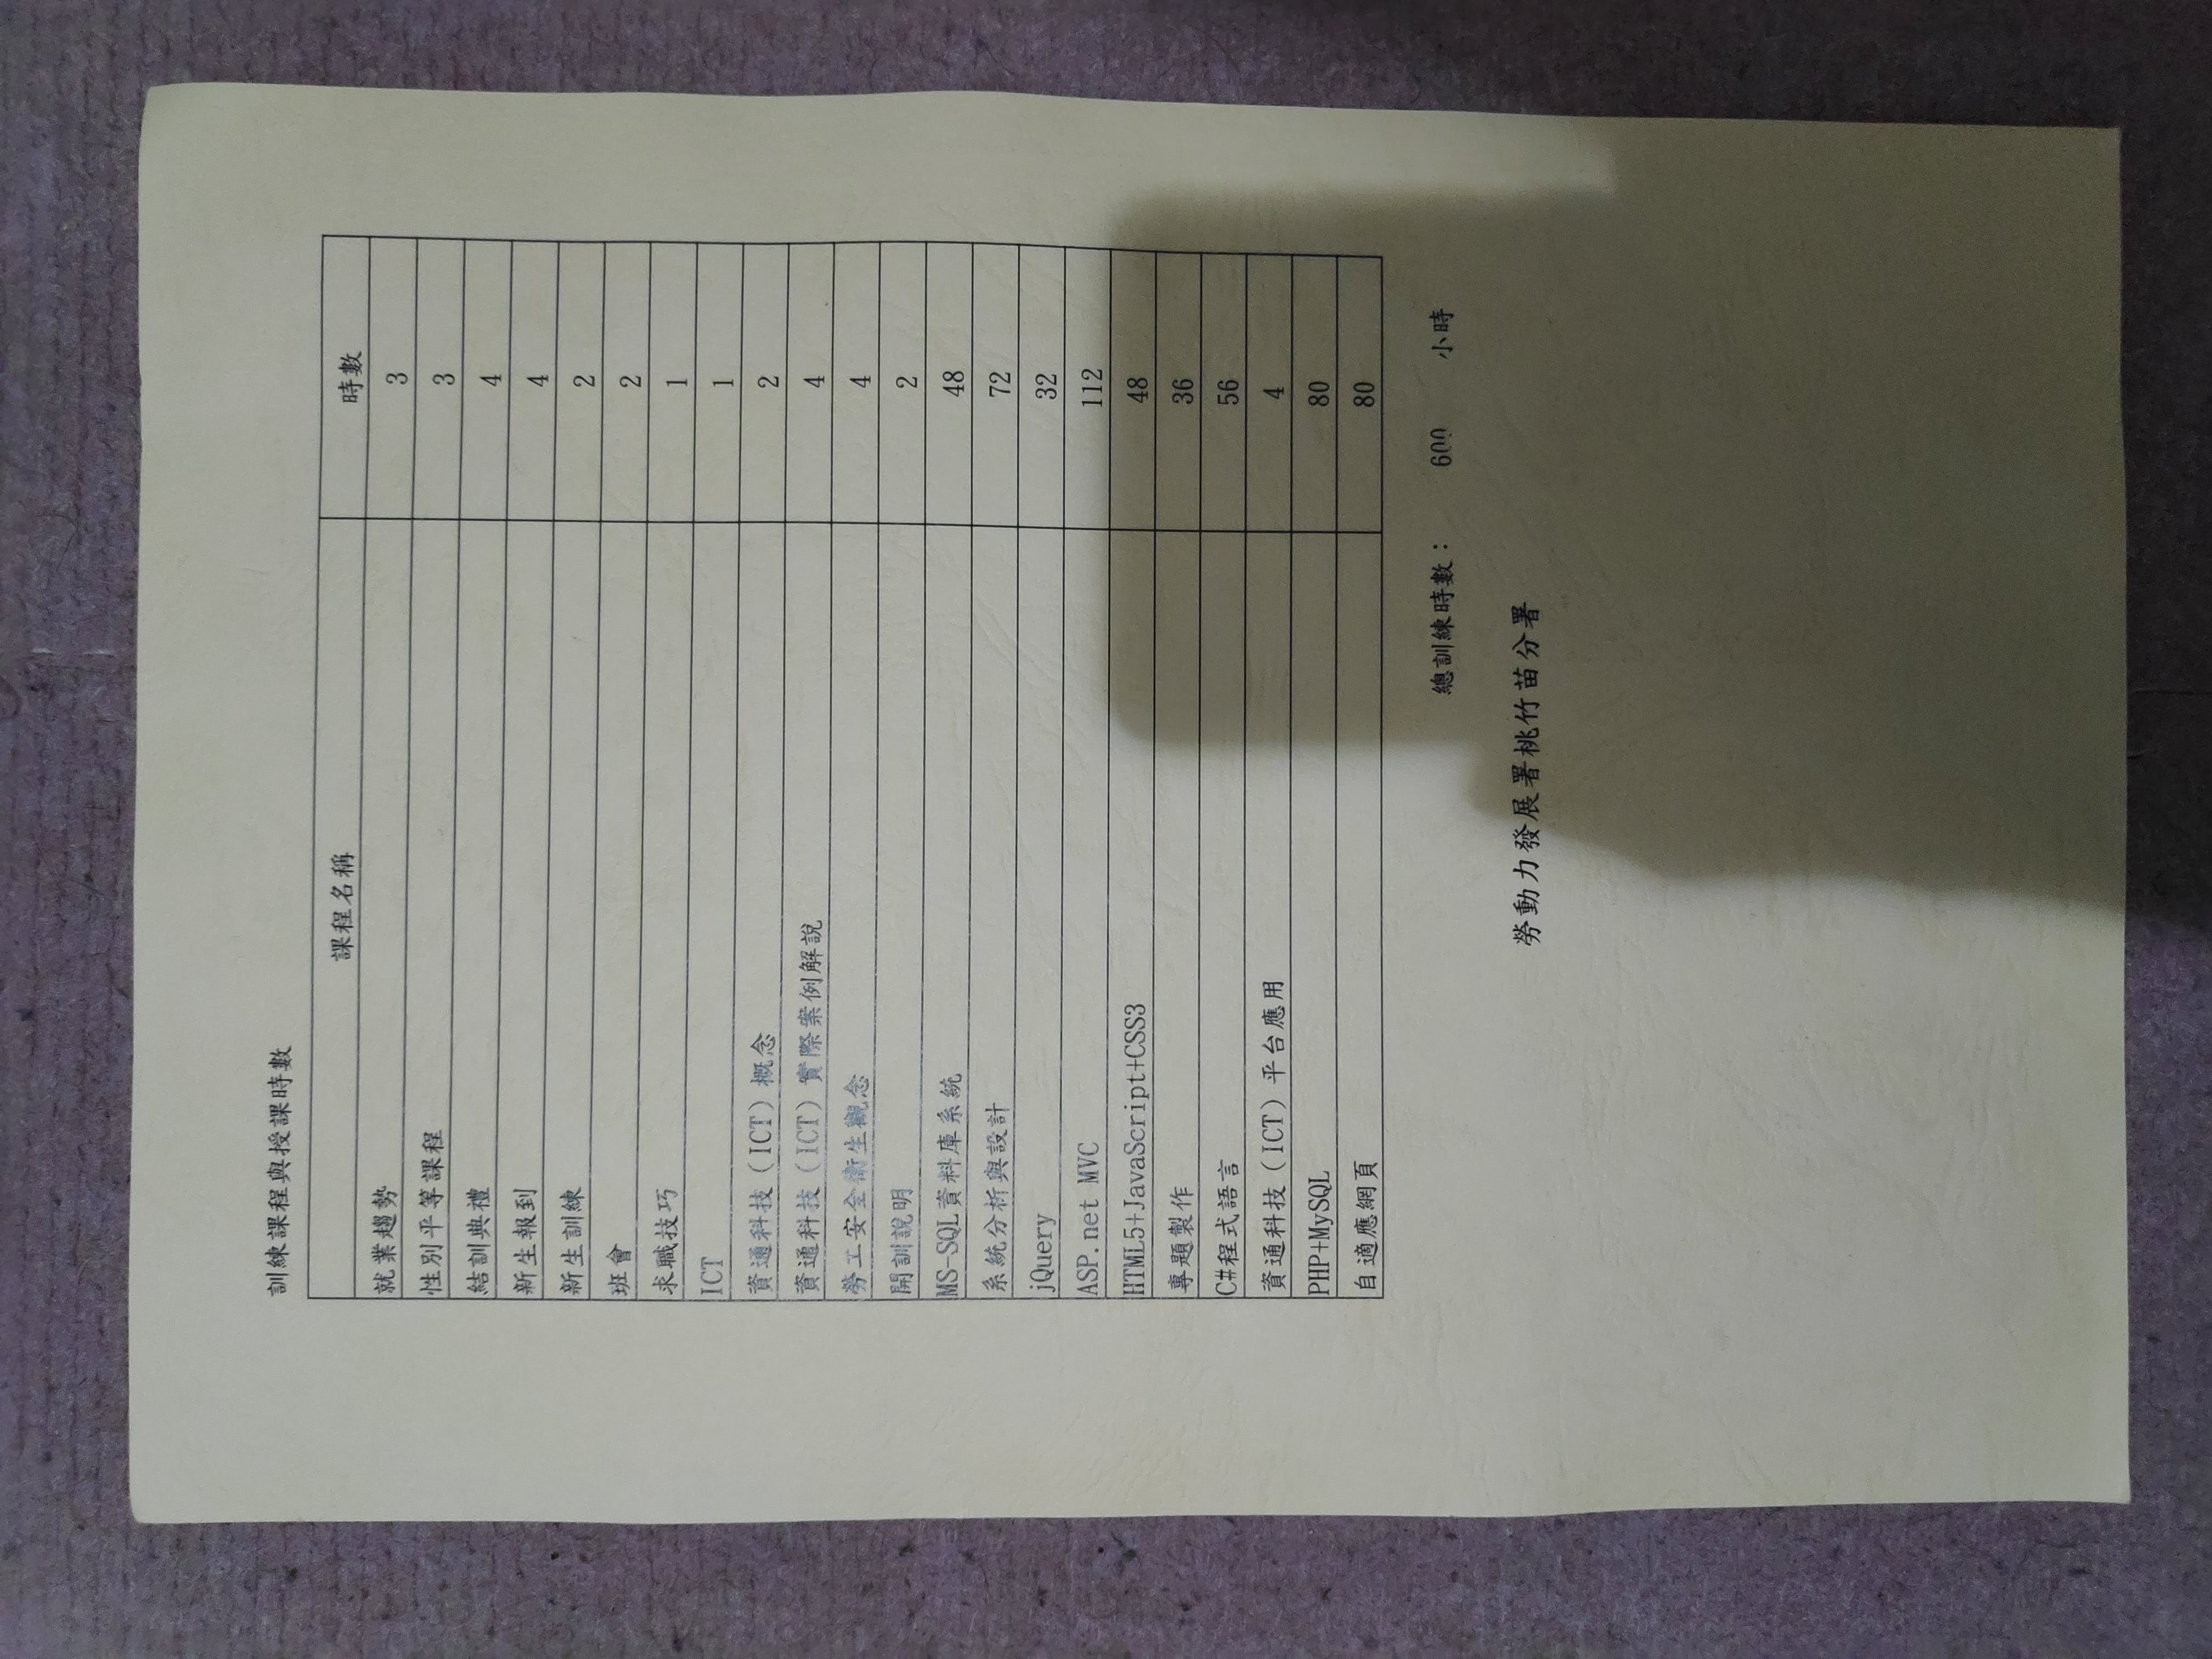 訓練課程與授課時數
課程名稱 時數
就業趨勢 3
性別平等課程 3
結訓典禮 4
新生報到 4
新生訓練 2
班會 2
求職技巧 1
ICT 1
資通科技(ICT)概念 2
資通科技(ICT)實際案例解說 4
勞工安全衛生觀念 4
開訓說明 2
MS-SQL資料庫系統 48
系統分析與設計 72
jQuery 32
ASP.net MVC 112
HTML5+JavaScript+CSS3 48
專題製作 36
C#程式語言 56
資通科技(ICT)平台應用 4
PHP+MySQL 80
自適應網頁 80
總訓練時數: 600 小時
勞動力發展署桃竹苗分署